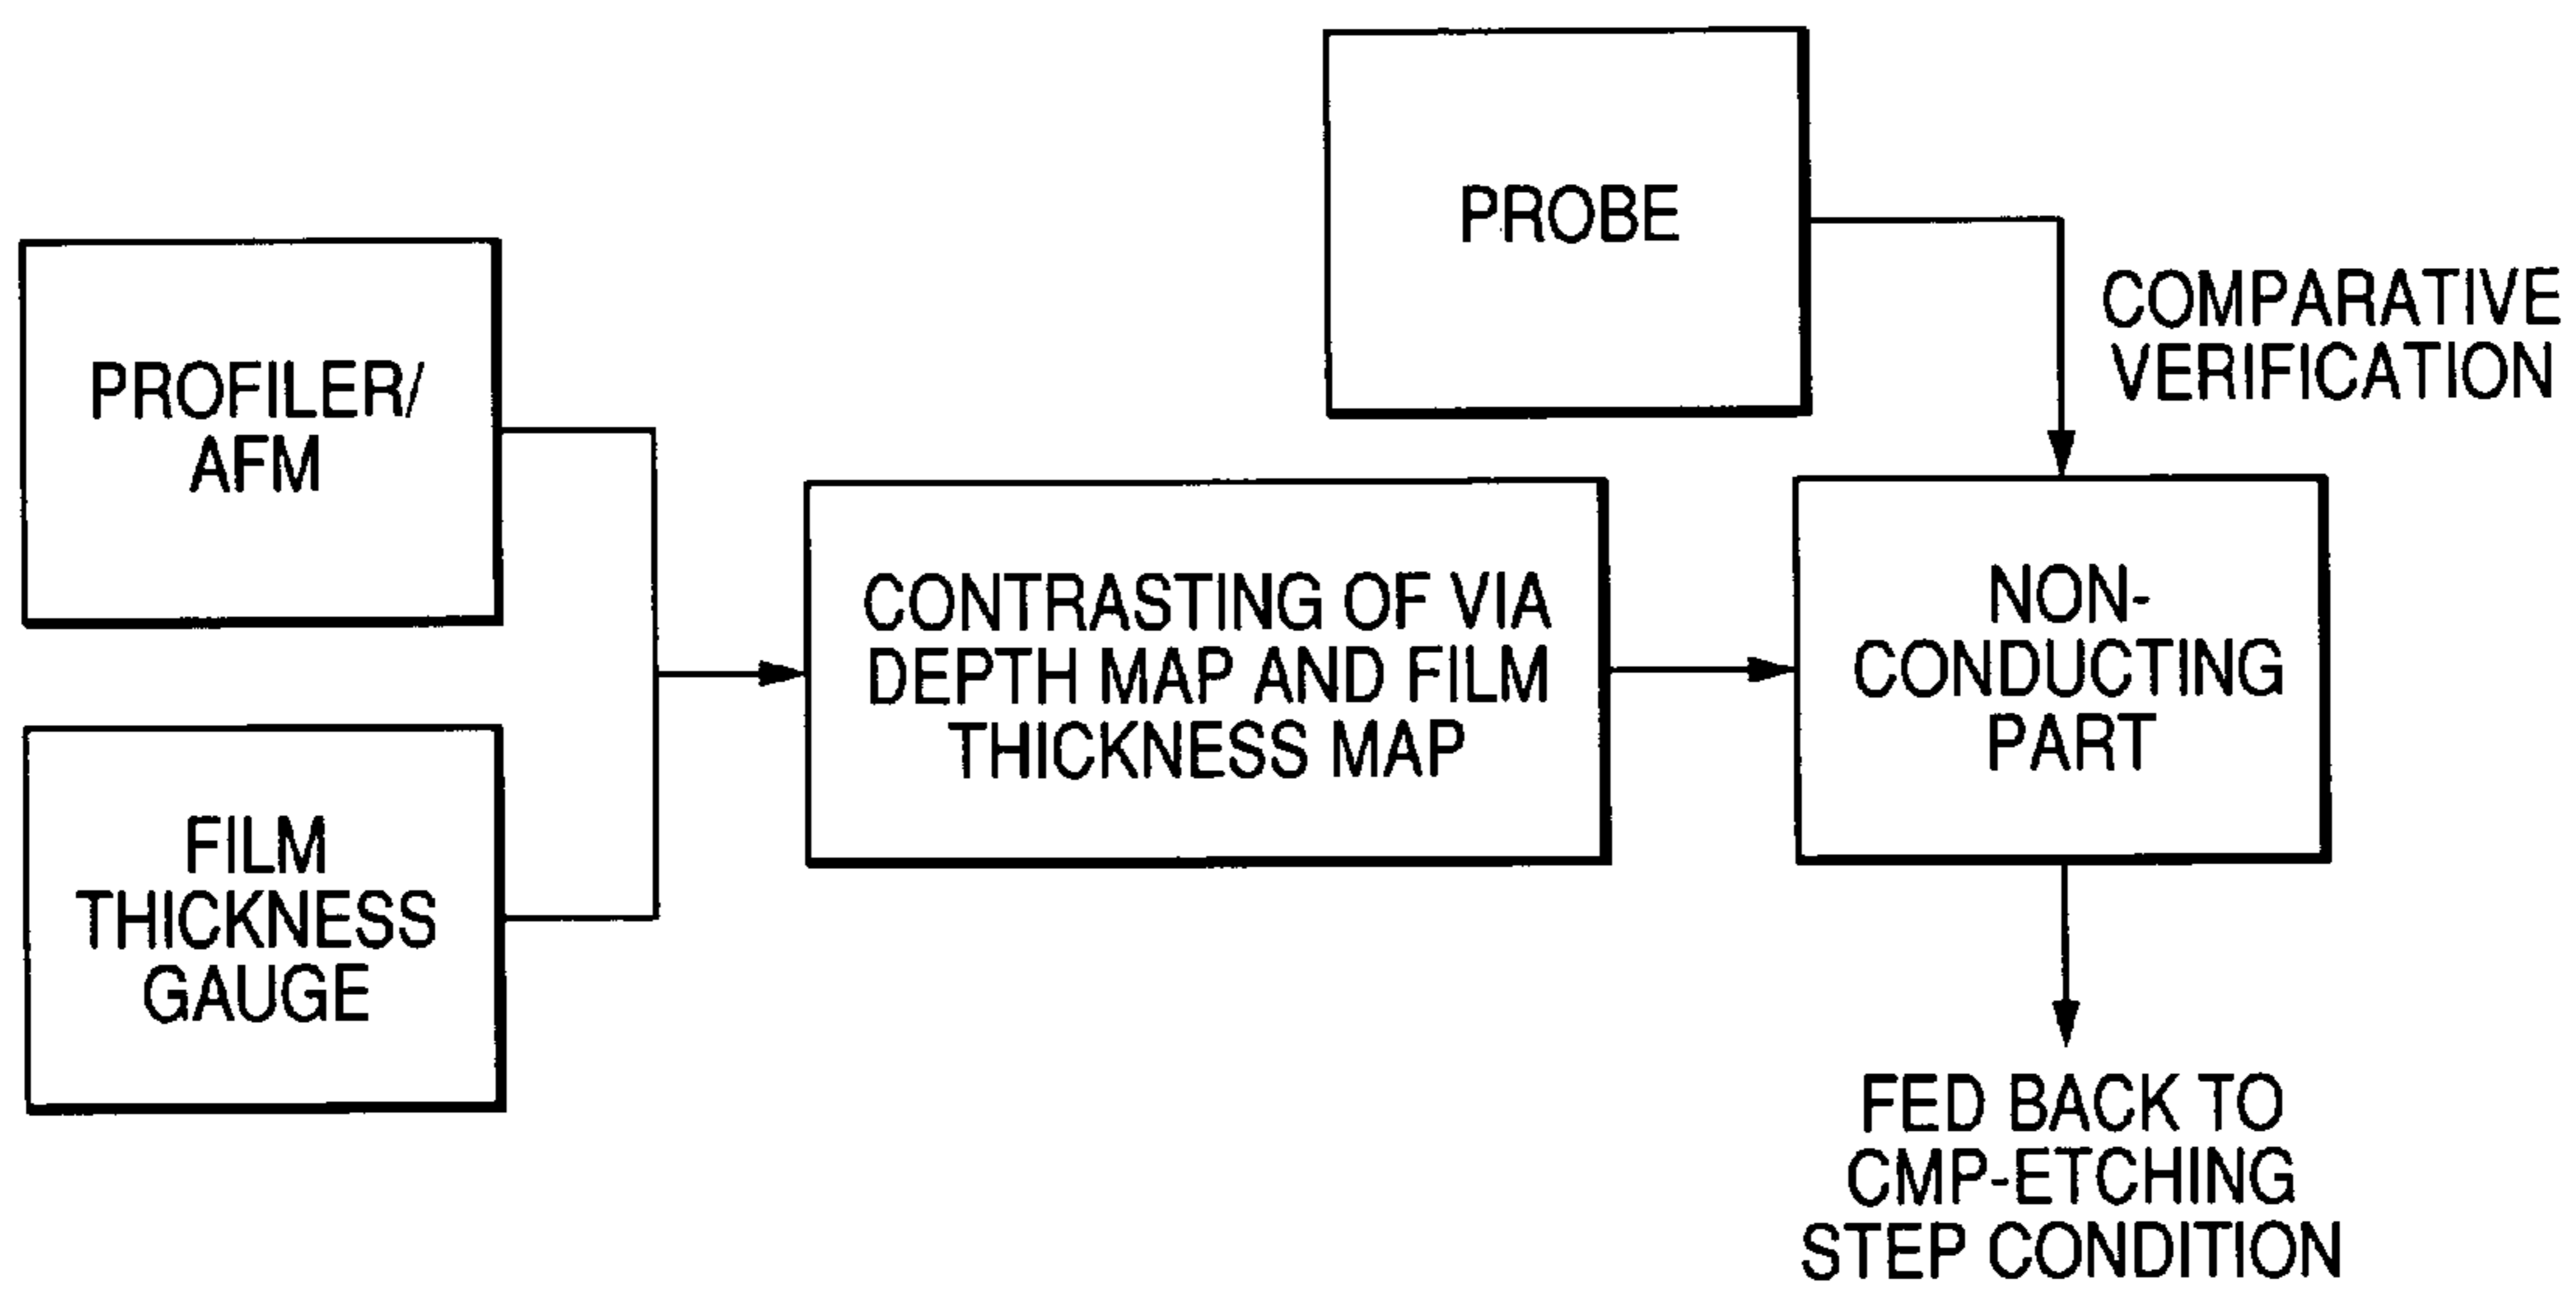 PROBE
COMPARATIVE
VERIFICATION
PROFILER/
AFM
FILM
THICKNESS
GAUGE
CONTRASTING OF VIA
DEPTH MAP AND FILM
THICKNESS MAP
NON-
CONDUCTING
PART
FED BACK TO
CMP-ETCHING
STEP CONDITION